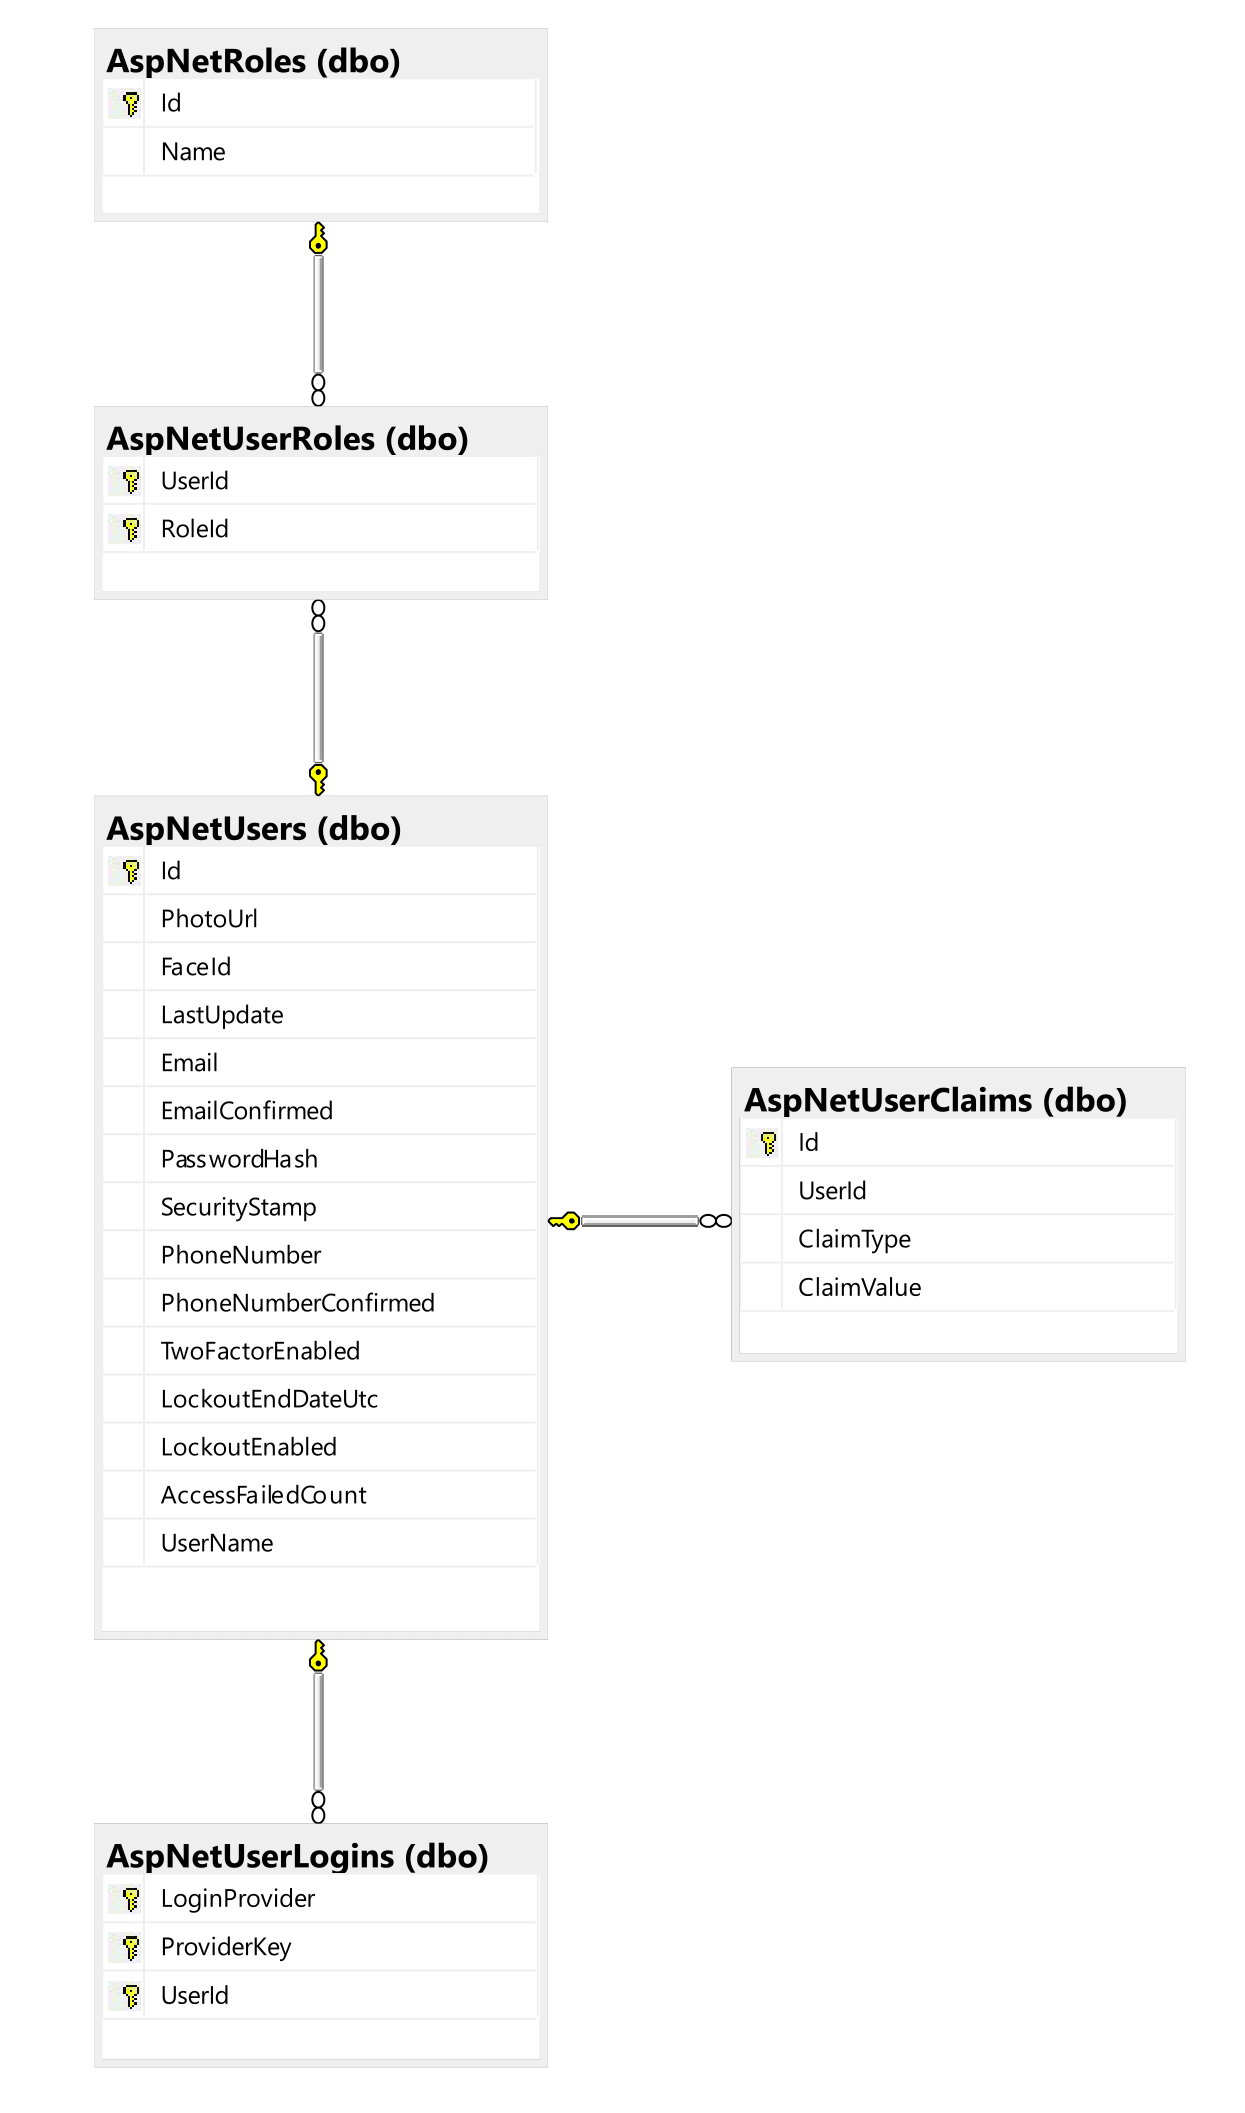 AspNetRoles (dbo)
Id
Name
AspNetUserRoles (dbo)
UserId
RoleId
AspNetUsers (dbo)
Id
PhotoUrl
FaceId
LastUpdate
Email
EmailConfirmed
PasswordHash
SecurityStamp
PhoneNumber
PhoneNumberConfirmed
TwoFactorEnabled
LockoutEndDateUtc
LockoutEnabled
AccessFailedCount
UserName
AspNetUserClaims (dbo)
Id
UserId
ClaimType
ClaimValue
AspNetUserLogins (dbo)
LoginProvider
ProviderKey
UserId